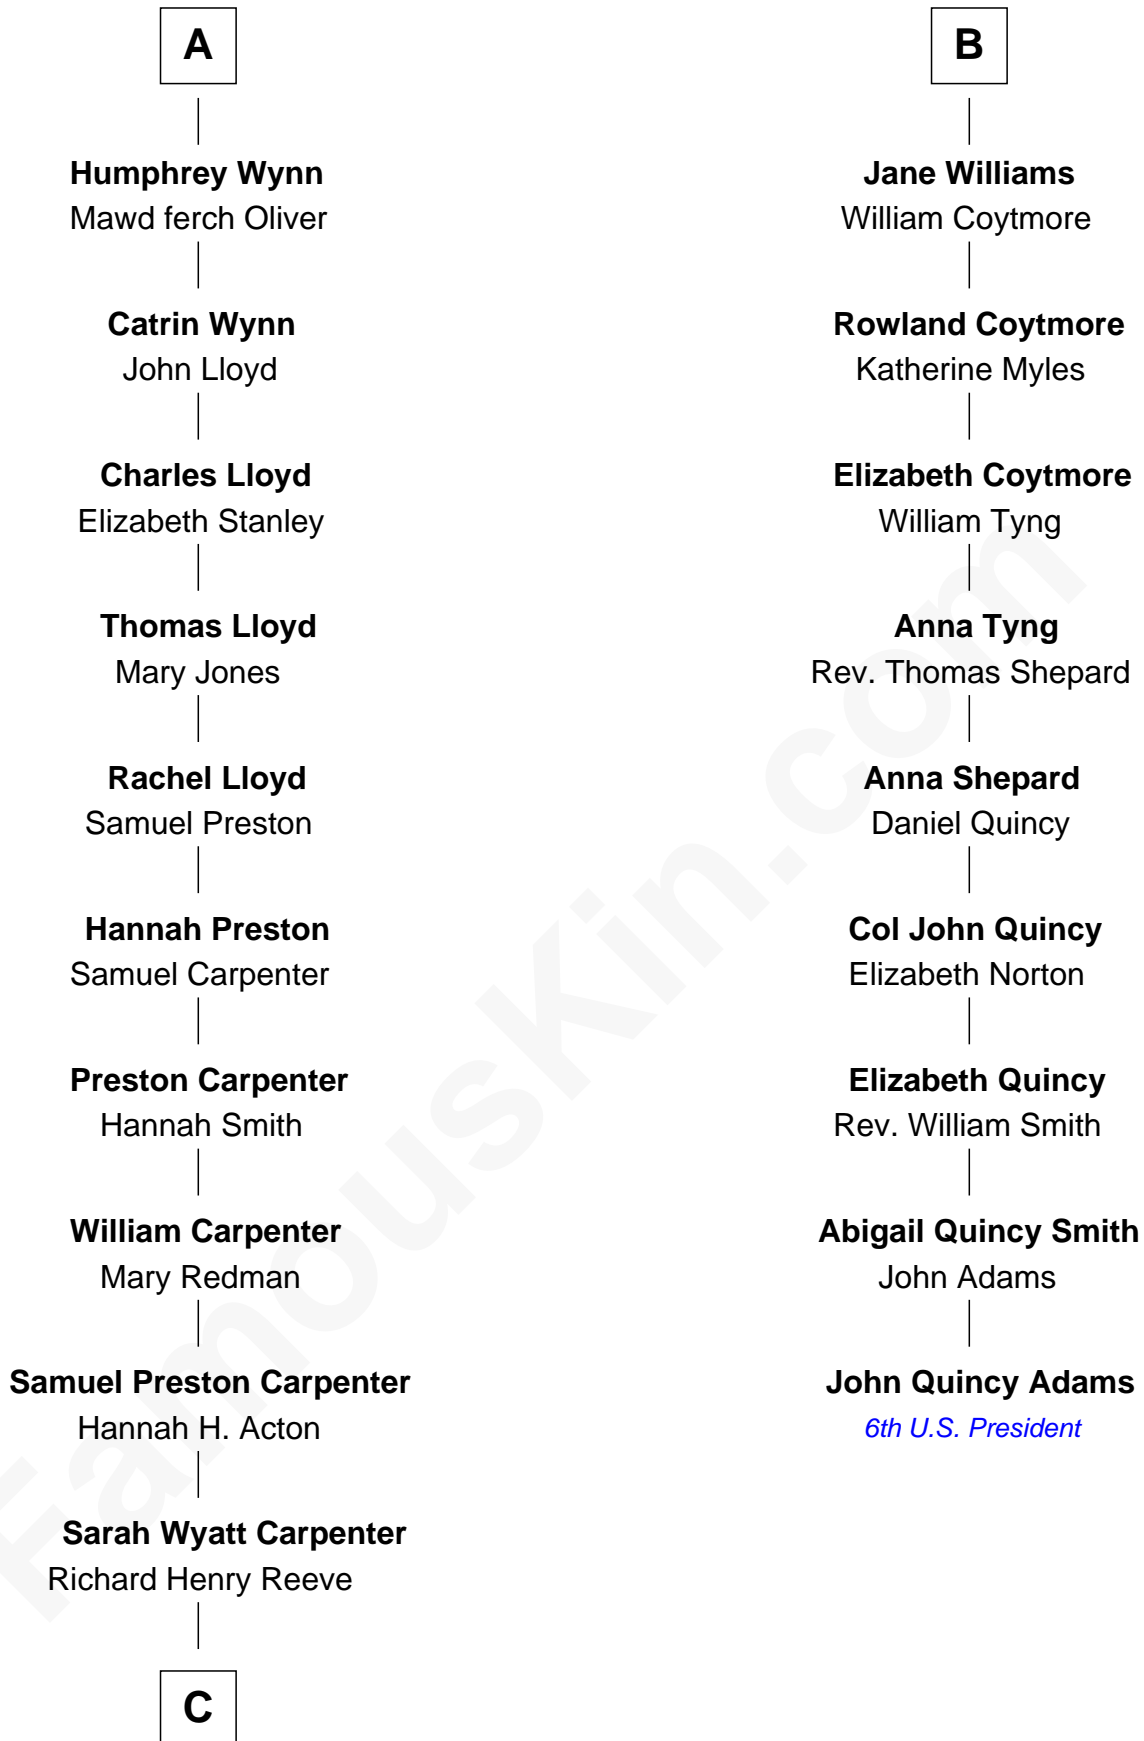 A
Humphrey Wynn
Mawd ferch Oliver
Catrin Wynn
John Lloyd
Charles Lloyd
Elizabeth Stanley
Thomas Lloyd
Mary Jones
Rachel Lloyd
Samuel Preston
Hannah Preston
Samuel Carpenter
Preston Carpenter
Hannah Smith
William Carpenter
Mary Redman
Samuel Preston Carpenter
Hannah H. Acton
Sarah Wyatt Carpenter
Richard Henry Reeve
C
B
Jane Williams
William Coytmore
Rowland Coytmore
Katherine Myles
Elizabeth Coytmore
William Tyng
Anna Tyng
Rev. Thomas Shepard
Anna Shepard
Daniel Quincy
Col John Quincy
Elizabeth Norton
Elizabeth Quincy
Rev. William Smith
Abigail Quincy Smith
John Adams
John Quincy Adams
6th U.S. President
FamousKin.com